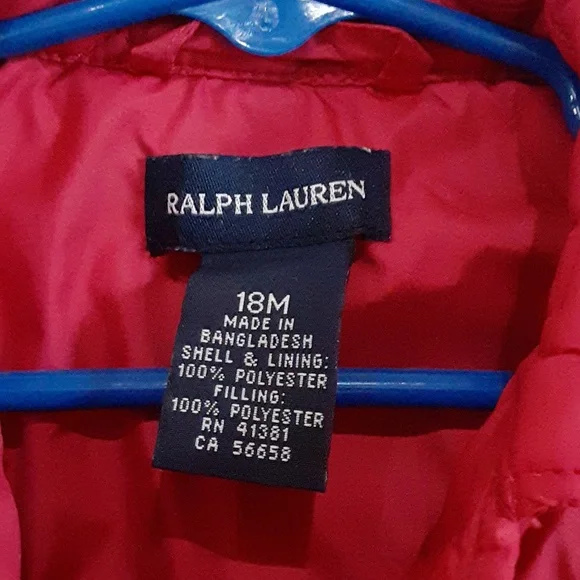 RALPH LAUREN
18M
MADE IN
BANGLADESH
SHELL & LINING:
100% POLYESTER
FILLING:
100% POLYESTER
RN 41381
CA 56658